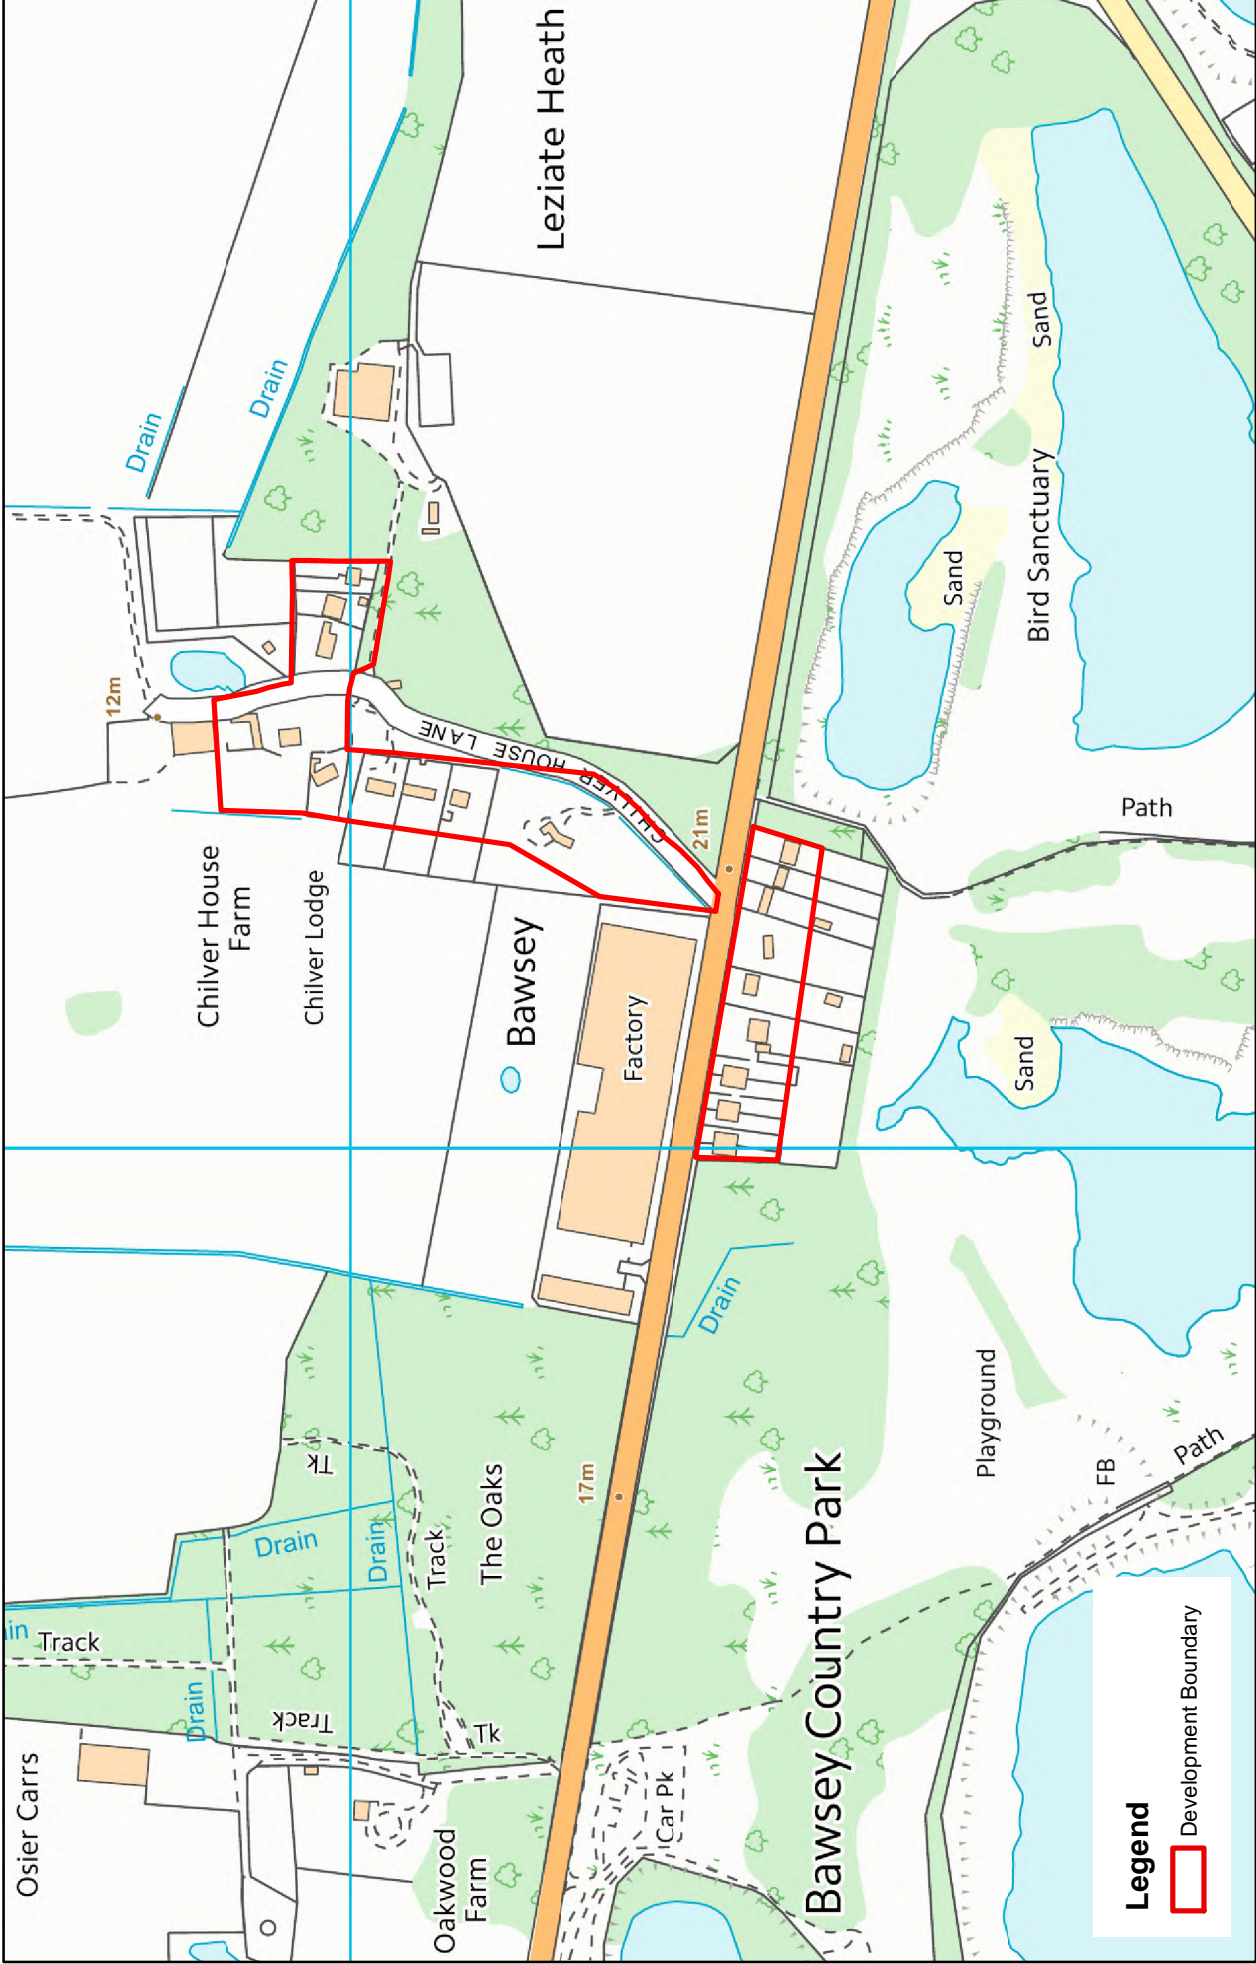 Osier Carrs
Track
in
Drain
Track
Drain
Tk
Drain
Track
The Oaks
Tk
Oakwood
Farm
17m
Car Pk
Bawsey Country Park
Playground
FB
Path
Drain
Chilver House
Farm
Chilver Lodge
Bawsey
Factory
12m
Drain
Drain
CHILVER HOUSE LANE
21m
Leziate Heath
Sand
Sand
Bird Sanctuary
Sand
Path
Legend
Development Boundary